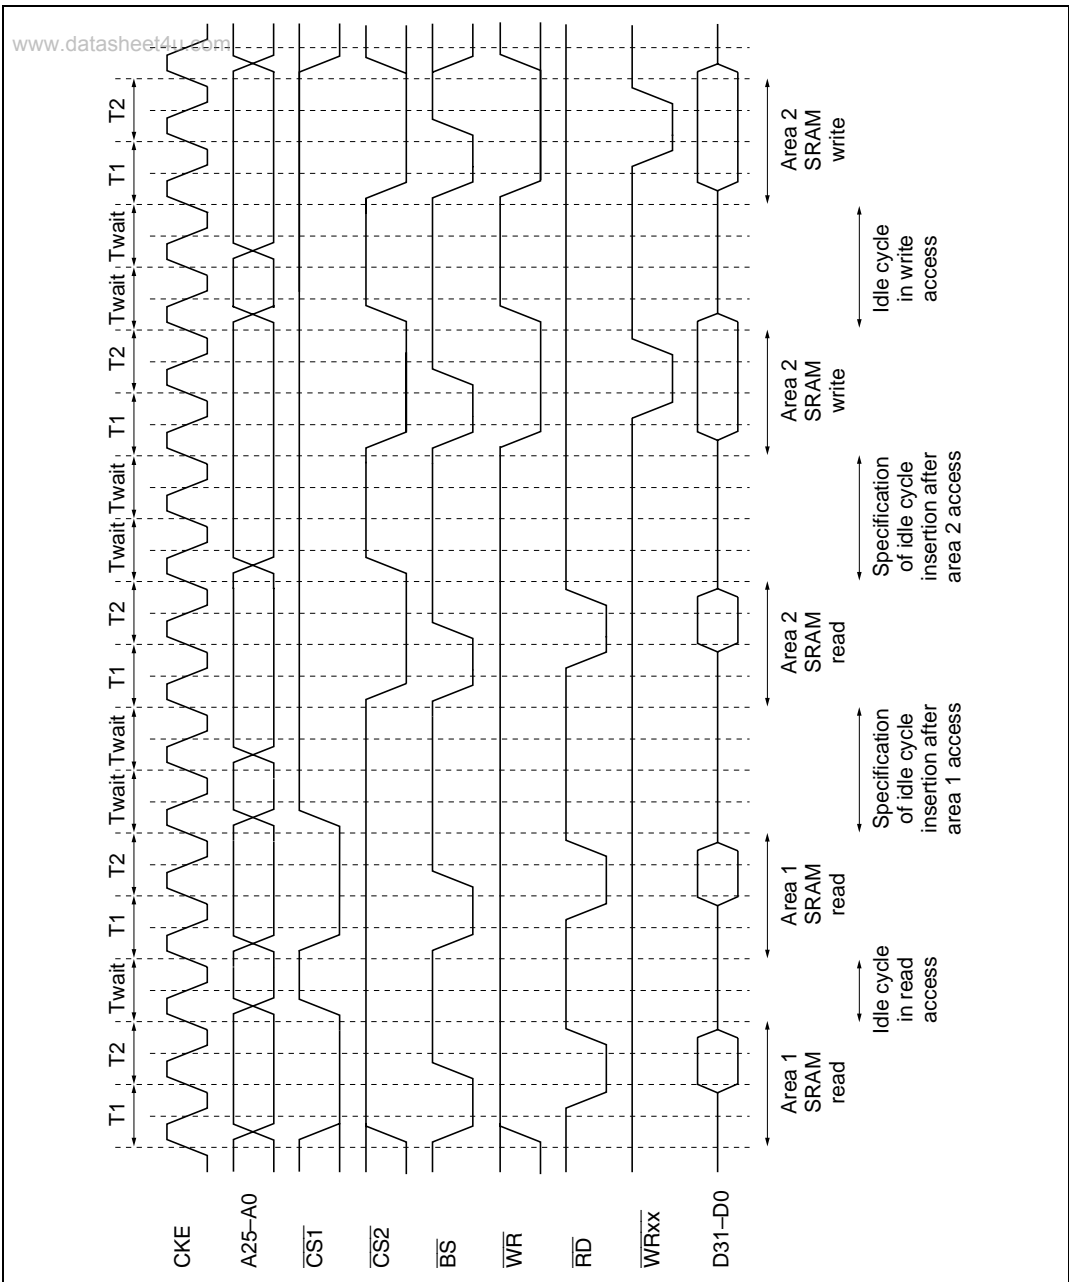 www.datasheet4u.com
T1
T2
Twait
T1
T2
Twait
Twait
T1
T2
Twait
Twait
T1
T2
Twait
Twait
T1
T2
CKE
A25–A0
CS1
CS2
BS
WR
RD
WRxx
D31–D0
Area 1
SRAM
read
Area 1
SRAM
read
Area 2
SRAM
read
Area 2
SRAM
write
Area 2
SRAM
write
Idle cycle
in read
access
Specification
of idle cycle
insertion after
area 1 access
Specification
of idle cycle
insertion after
area 2 access
Idle cycle
in write
access